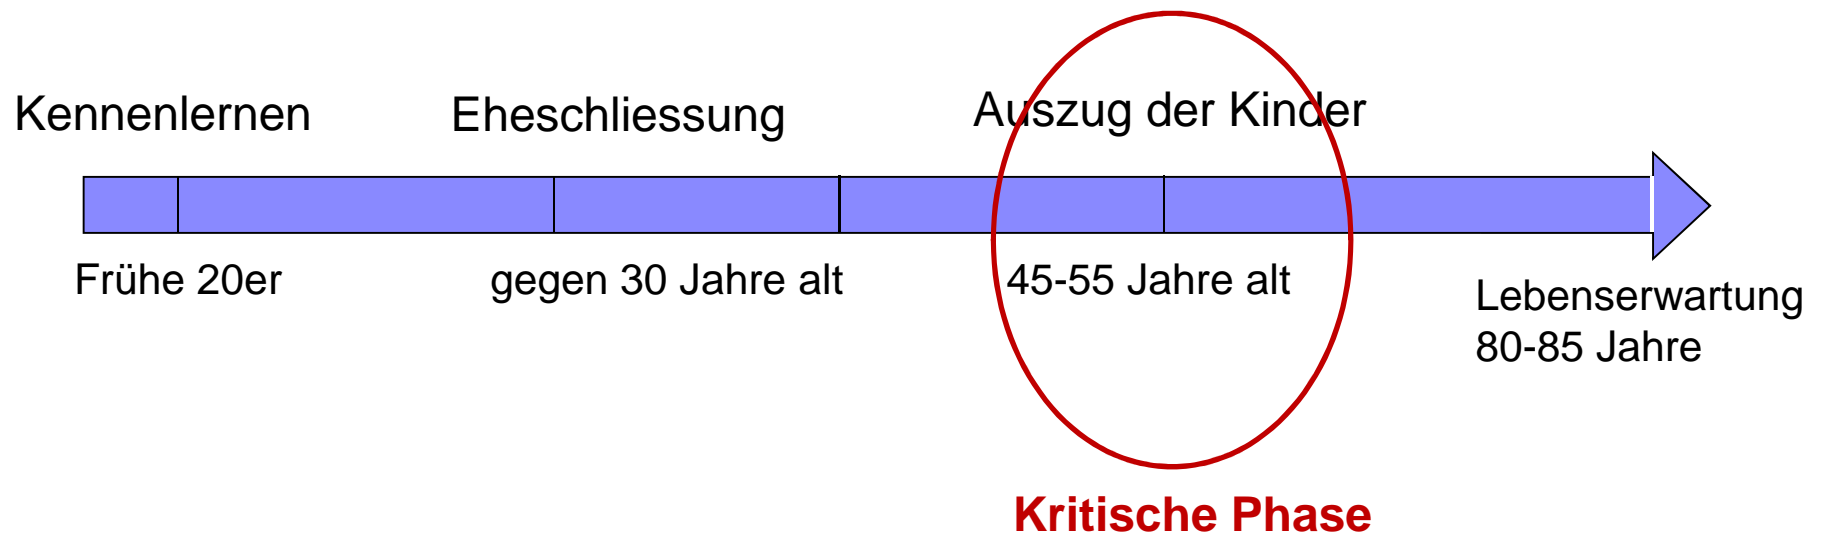 Kennenlernen
Eheschliessung
Auszug der Kinder
Frühe 20er
gegen 30 Jahre alt
45-55 Jahre alt
Lebenserwartung
80-85 Jahre
Kritische Phase